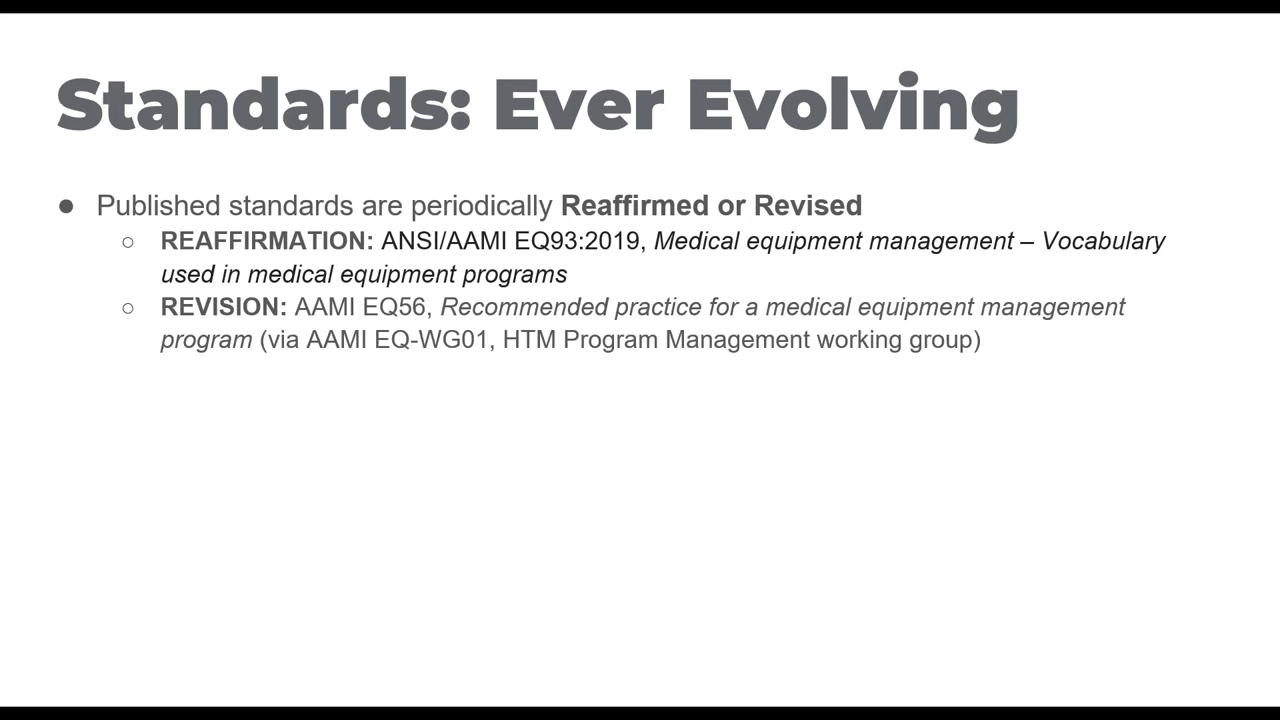 Standards: Ever Evolving
● Published standards are periodically Reaffirmed or Revised
○ REAFFIRMATION: ANSI/AAMI EQ93:2019, Medical equipment management – Vocabulary
used in medical equipment programs
○ REVISION: AAMI EQ56, Recommended practice for a medical equipment management
program (via AAMI EQ-WG01, HTM Program Management working group)